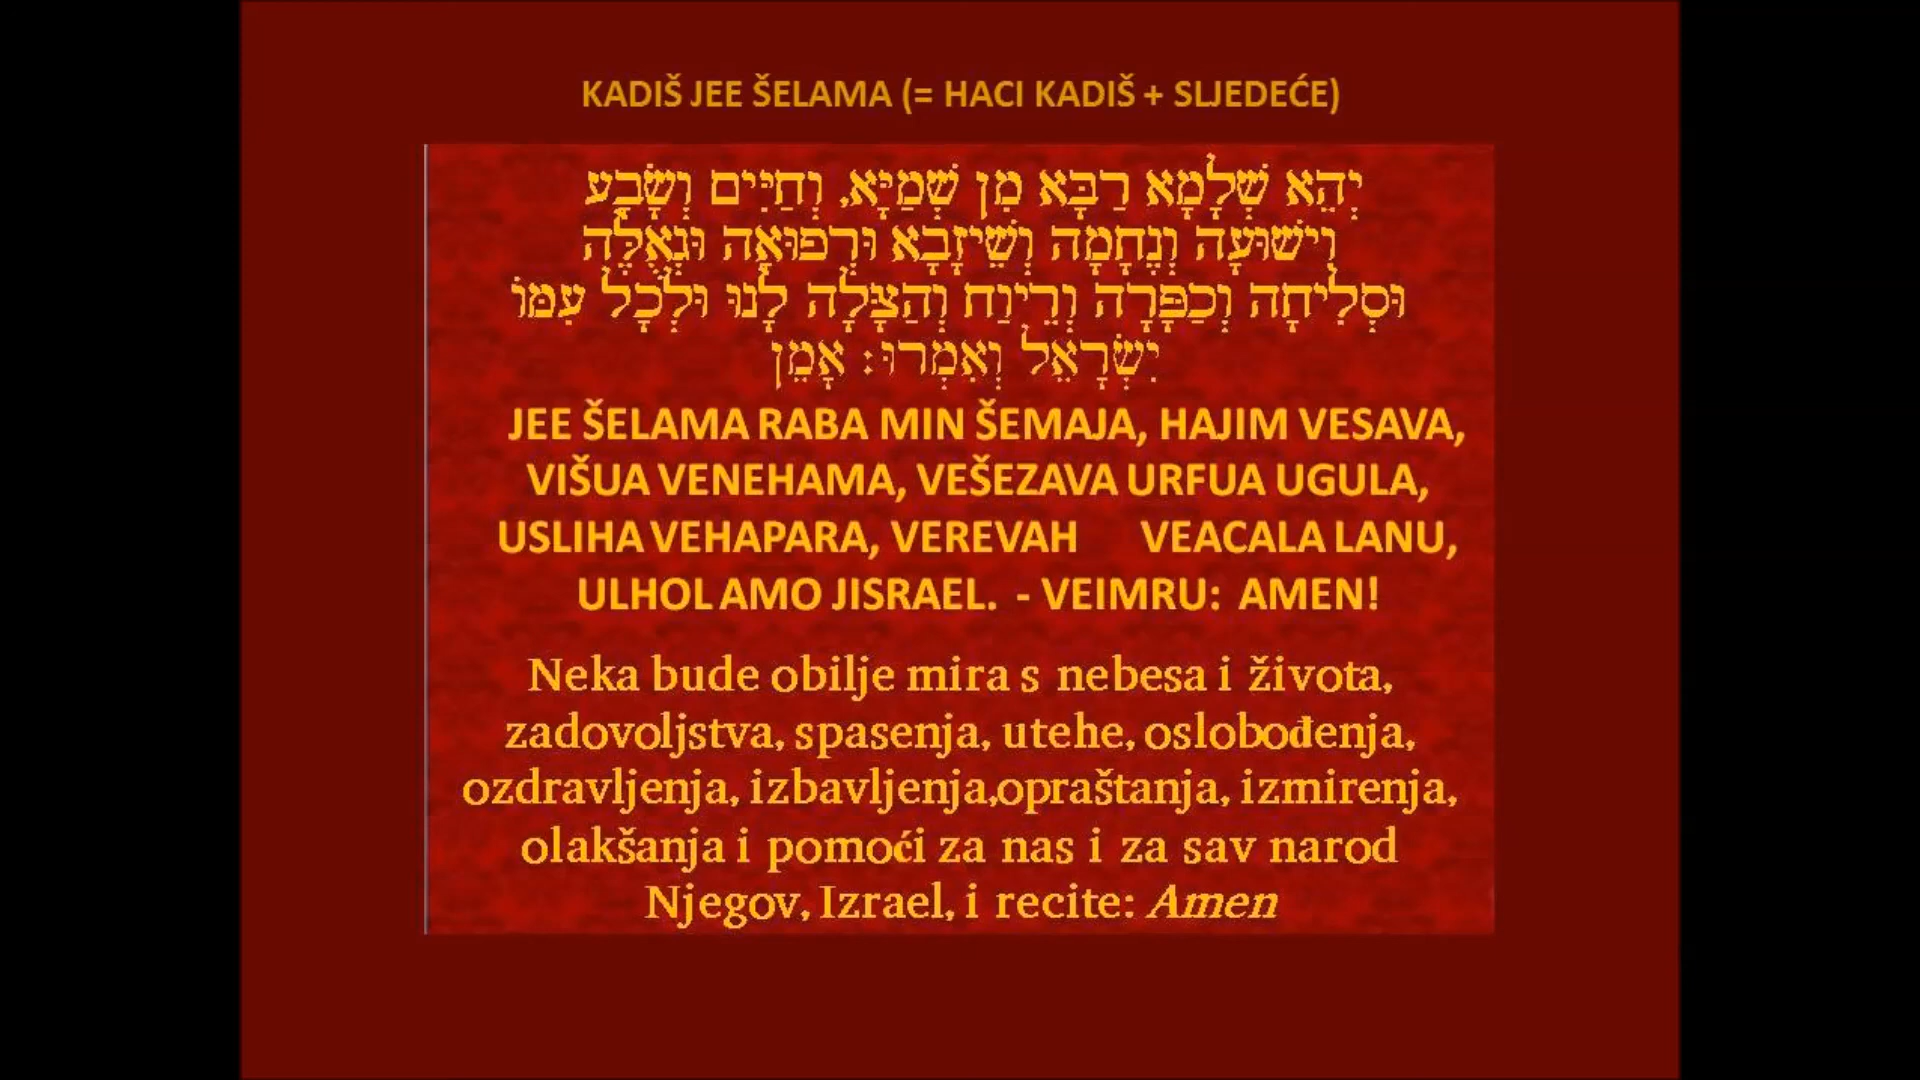 KADIŠ JEE ŠELAMA (= HACI KADIŠ + SLJEDEĆE)
יְהֵא שְׁלָמָא רַבָּא מִן שְׁמַיָּא, וְחַיִּים וְשָׂבָע
וִישׁוּעָה וְנֶחָמָה וְשֵׁיזָבָא וּרְפוּאָה וּגְאֻלָּה
וּסְלִיחָה וְכַפָּרָה וְרֵיוַח וְהַצָּלָה לָנוּ וּלְכָל עִמּוֹ
יִשְׂרָאֵל וְאִמְרוּ: אָמֵן
JEE ŠELAMA RABA MIN ŠEMAJA, HAJIM VESAVA,
VIŠUA VENEHAMA, VEŠEZAVA URFUA UGULA,
USLIHA VEHAPARA, VEREVAH VEACALA LANU,
ULHOL AMO JISRAEL. - VEIMRU: AMEN!
Neka bude obilje mira s nebesa i života,
zadovoljstva, spasenja, utehe, oslobođenja,
ozdravljenja, izbavljenja,opraštanja, izmirenja,
olakšanja i pomoći za nas i za sav narod
Njegov, Izrael, i recite: Amen